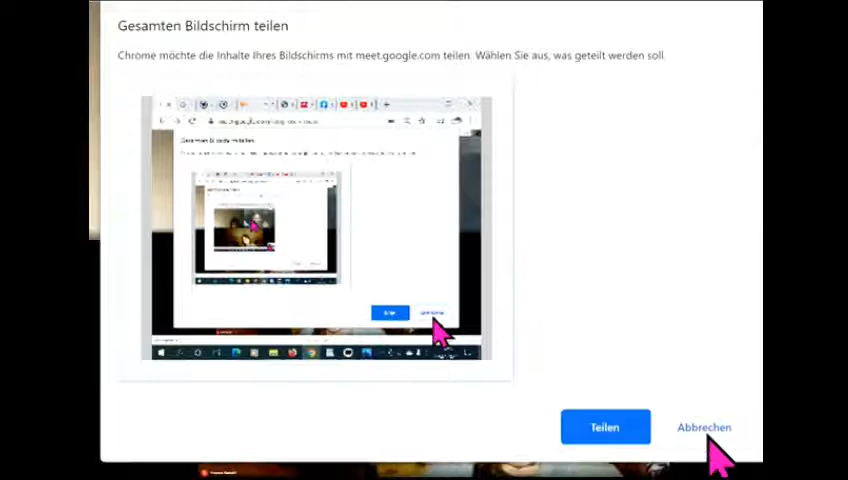 Gesamten Bildschirm teilen
Chrome möchte die Inhalte Ihres Bildschirms mit meet.google.com teilen. Wählen Sie aus, was geteilt werden soll.
Teilen
Abbrechen